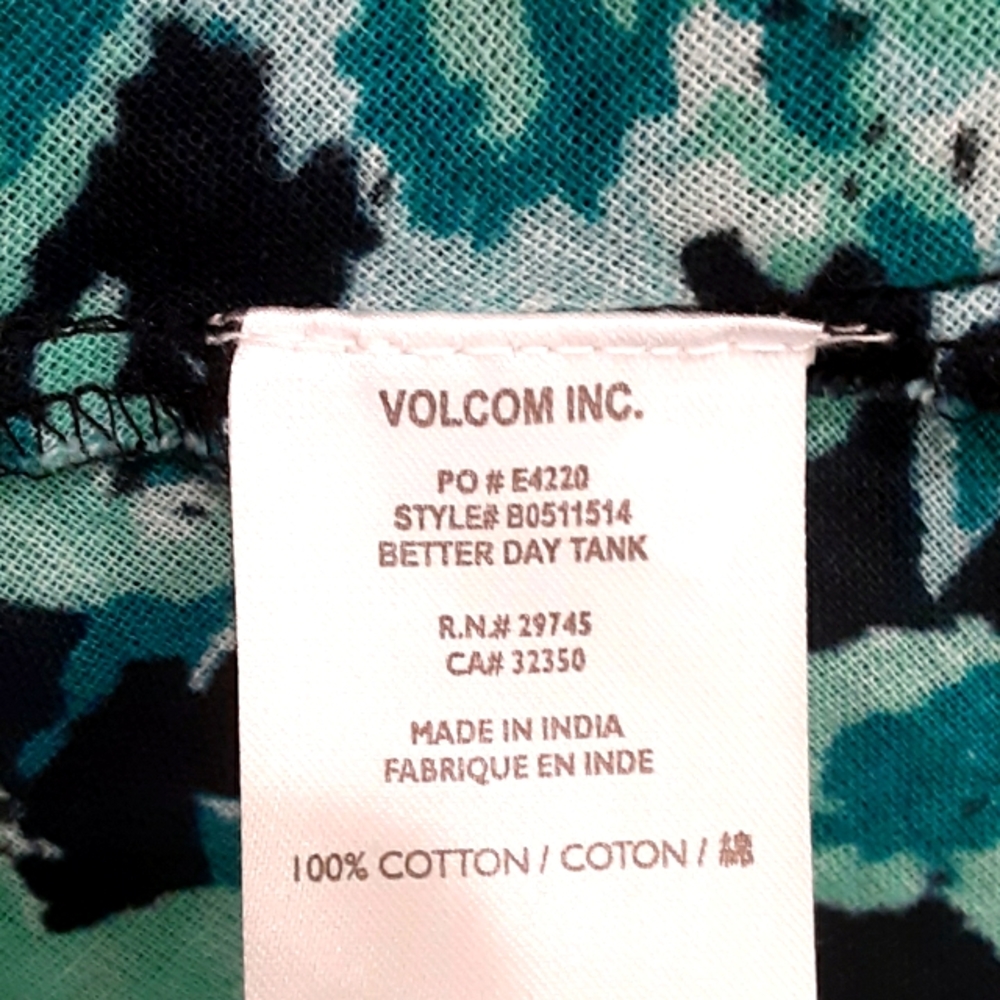 VOLCOM INC.
PO # E4220
STYLE# B0511514
BETTER DAY TANK
R.N.# 29745
CA# 32350
MADE IN INDIA
FABRIQUE EN INDE
100% COTTON / COTON / 綿